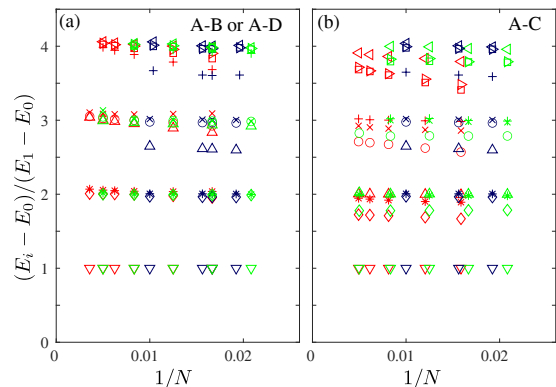 (a) A-B or A-D
(b) A-C
(E_i − E_0)/(E_1 − E_0)
4
3
2
1
0
0 0.01 0.02
0 0.01 0.02
1/N
1/N